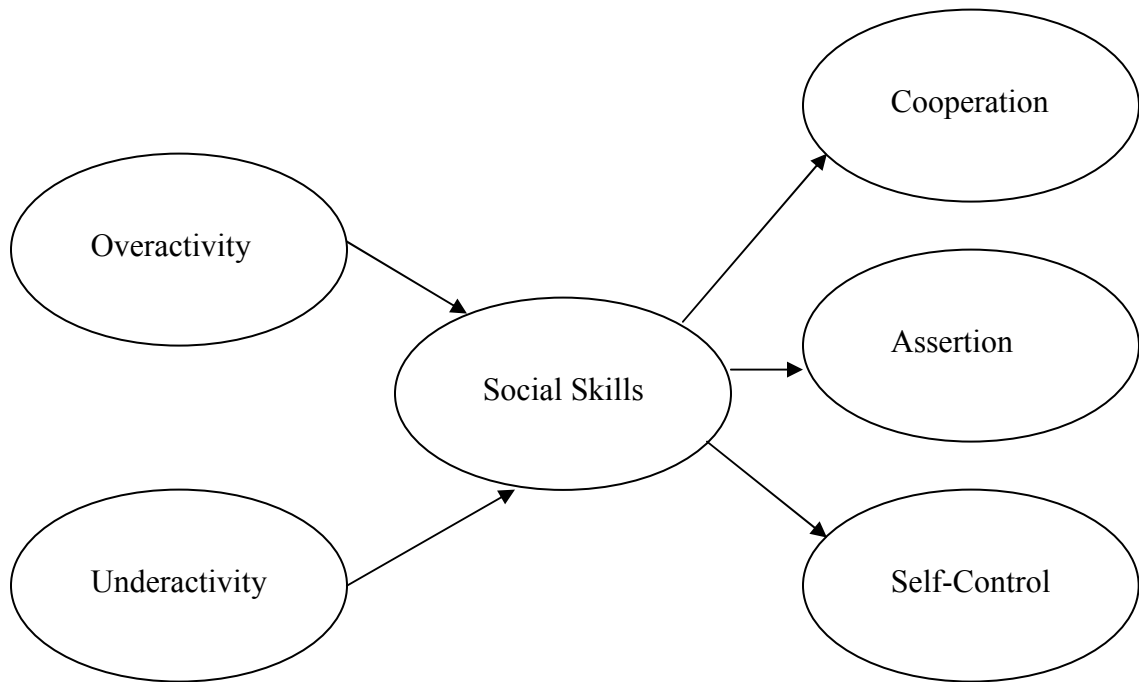 Cooperation
Overactivity
Assertion
Social Skills
Underactivity
Self-Control